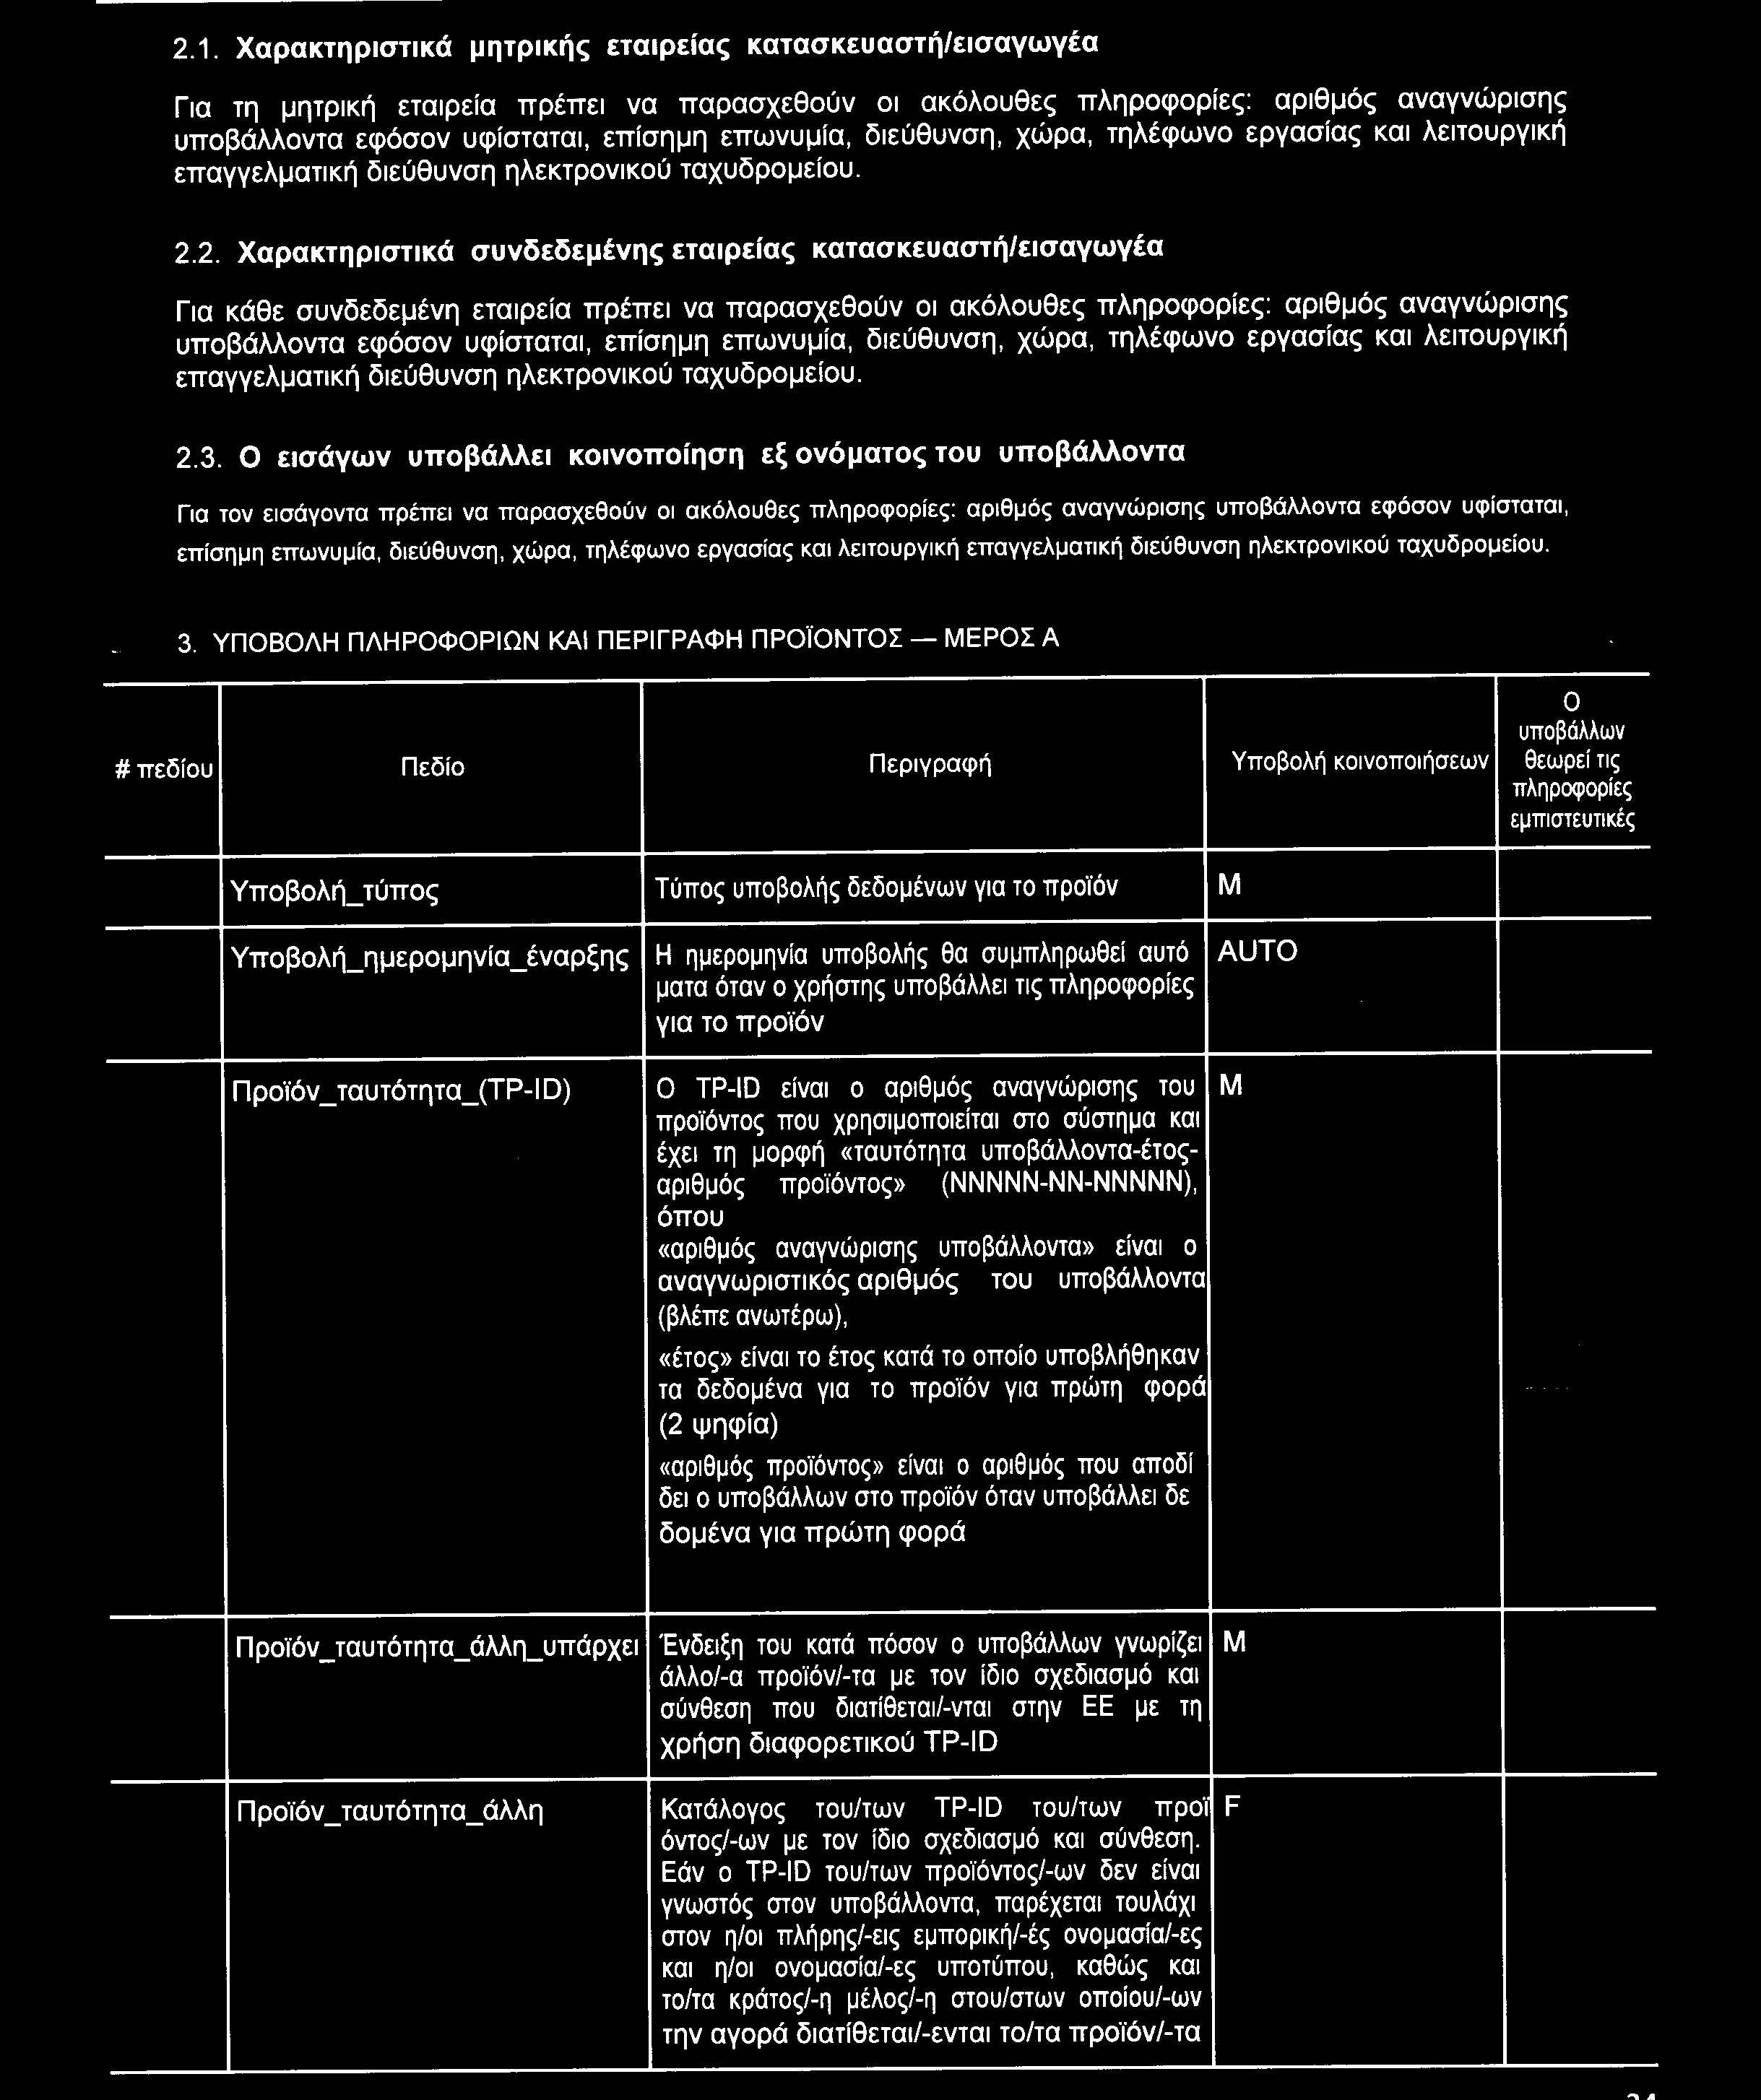 2.1. Χαρακτηριστικά μητρικής εταιρείας κατασκευαστή/εισαγωγέα
Για τη μητρική εταιρεία πρέπει να παρασχεθούν οι ακόλουθες πληροφορίες: αριθμός αναγνώρισης
υποβάλλοντα εφόσον υφίσταται, επίσημη επωνυμία, διεύθυνση, χώρα, τηλέφωνο εργασίας και λειτουργική
επαγγελματική διεύθυνση ηλεκτρονικού ταχυδρομείου.
2.2. Χαρακτηριστικά συνδεδεμένης εταιρείας κατασκευαστή/εισαγωγέα
Για κάθε συνδεδεμένη εταιρεία πρέπει να παρασχεθούν οι ακόλουθες πληροφορίες: αριθμός αναγνώρισης
υποβάλλοντα εφόσον υφίσταται, επίσημη επωνυμία, διεύθυνση, χώρα, τηλέφωνο εργασίας και λειτουργική
επαγγελματική διεύθυνση ηλεκτρονικού ταχυδρομείου.
2.3. Ο εισάγων υποβάλλει κοινοποίηση εξ ονόματος του υποβάλλοντα
Για τον εισάγοντα πρέπει να παρασχεθούν οι ακόλουθες πληροφορίες: αριθμός αναγνώρισης υποβάλλοντα εφόσον υφίσταται,
επίσημη επωνυμία, διεύθυνση, χώρα, τηλέφωνο εργασίας και λειτουργική επαγγελματική διεύθυνση ηλεκτρονικού ταχυδρομείου.
3. ΥΠΟΒΟΛΗ ΠΛΗΡΟΦΟΡΙΩΝ ΚΑΙ ΠΕΡΙΓΡΑΦΗ ΠΡΟΪΟΝΤΟΣ — ΜΕΡΟΣ Α
# πεδίου
Πεδίο
Περιγραφή
Υποβολή κοινοποιήσεων
Ο
υποβάλλων
θεωρεί τις
πληροφορίες
εμπιστευτικές
Υποβολή_τύπος
Τύπος υποβολής δεδομένων για το προϊόν
M
Υποβολή_ημερομηνία_έναρξης
Η ημερομηνία υποβολής θα συμπληρωθεί αυτό
ματα όταν ο χρήστης υποβάλλει τις πληροφορίες
για το προϊόν
AUTO
Προϊόν_ταυτότητα_(TP-ID)
Ο TP-ID είναι ο αριθμός αναγνώρισης του
προϊόντος που χρησιμοποιείται στο σύστημα και
έχει τη μορφή «ταυτότητα υποβάλλοντα-έτος-
αριθμός προϊόντος» (NNNNN-NN-NNNNN),
όπου
«αριθμός αναγνώρισης υποβάλλοντα» είναι ο
αναγνωριστικός αριθμός του υποβάλλοντα
(βλέπε ανωτέρω),
«έτος» είναι το έτος κατά το οποίο υποβλήθηκαν
τα δεδομένα για το προϊόν για πρώτη φορά
(2 ψηφία)
«αριθμός προϊόντος» είναι ο αριθμός που αποδί
δει ο υποβάλλων στο προϊόν όταν υποβάλλει δε
δομένα για πρώτη φορά
M
Προϊόν_ταυτότητα_άλλη_υπάρχει
Ένδειξη του κατά πόσον ο υποβάλλων γνωρίζει
άλλο/-α προϊόν/-τα με τον ίδιο σχεδιασμό και
σύνθεση που διατίθεται/-νται στην ΕΕ με τη
χρήση διαφορετικού TP-ID
M
Προϊόν_ταυτότητα_άλλη
Κατάλογος του/των TP-ID του/των προϊ
όντος/-ων με τον ίδιο σχεδιασμό και σύνθεση.
Εάν ο TP-ID του/των προϊόντος/-ων δεν είναι
γνωστός στον υποβάλλοντα, παρέχεται τουλάχι
στον η/οι πλήρης/-εις εμπορική/-ές ονομασία/-ες
και η/οι ονομασία/-ες υποτύπου, καθώς και
το/τα κράτος/-η μέλος/-η στου/στων οποίου/-ων
την αγορά διατίθεται/-ενται το/τα προϊόν/-τα
F